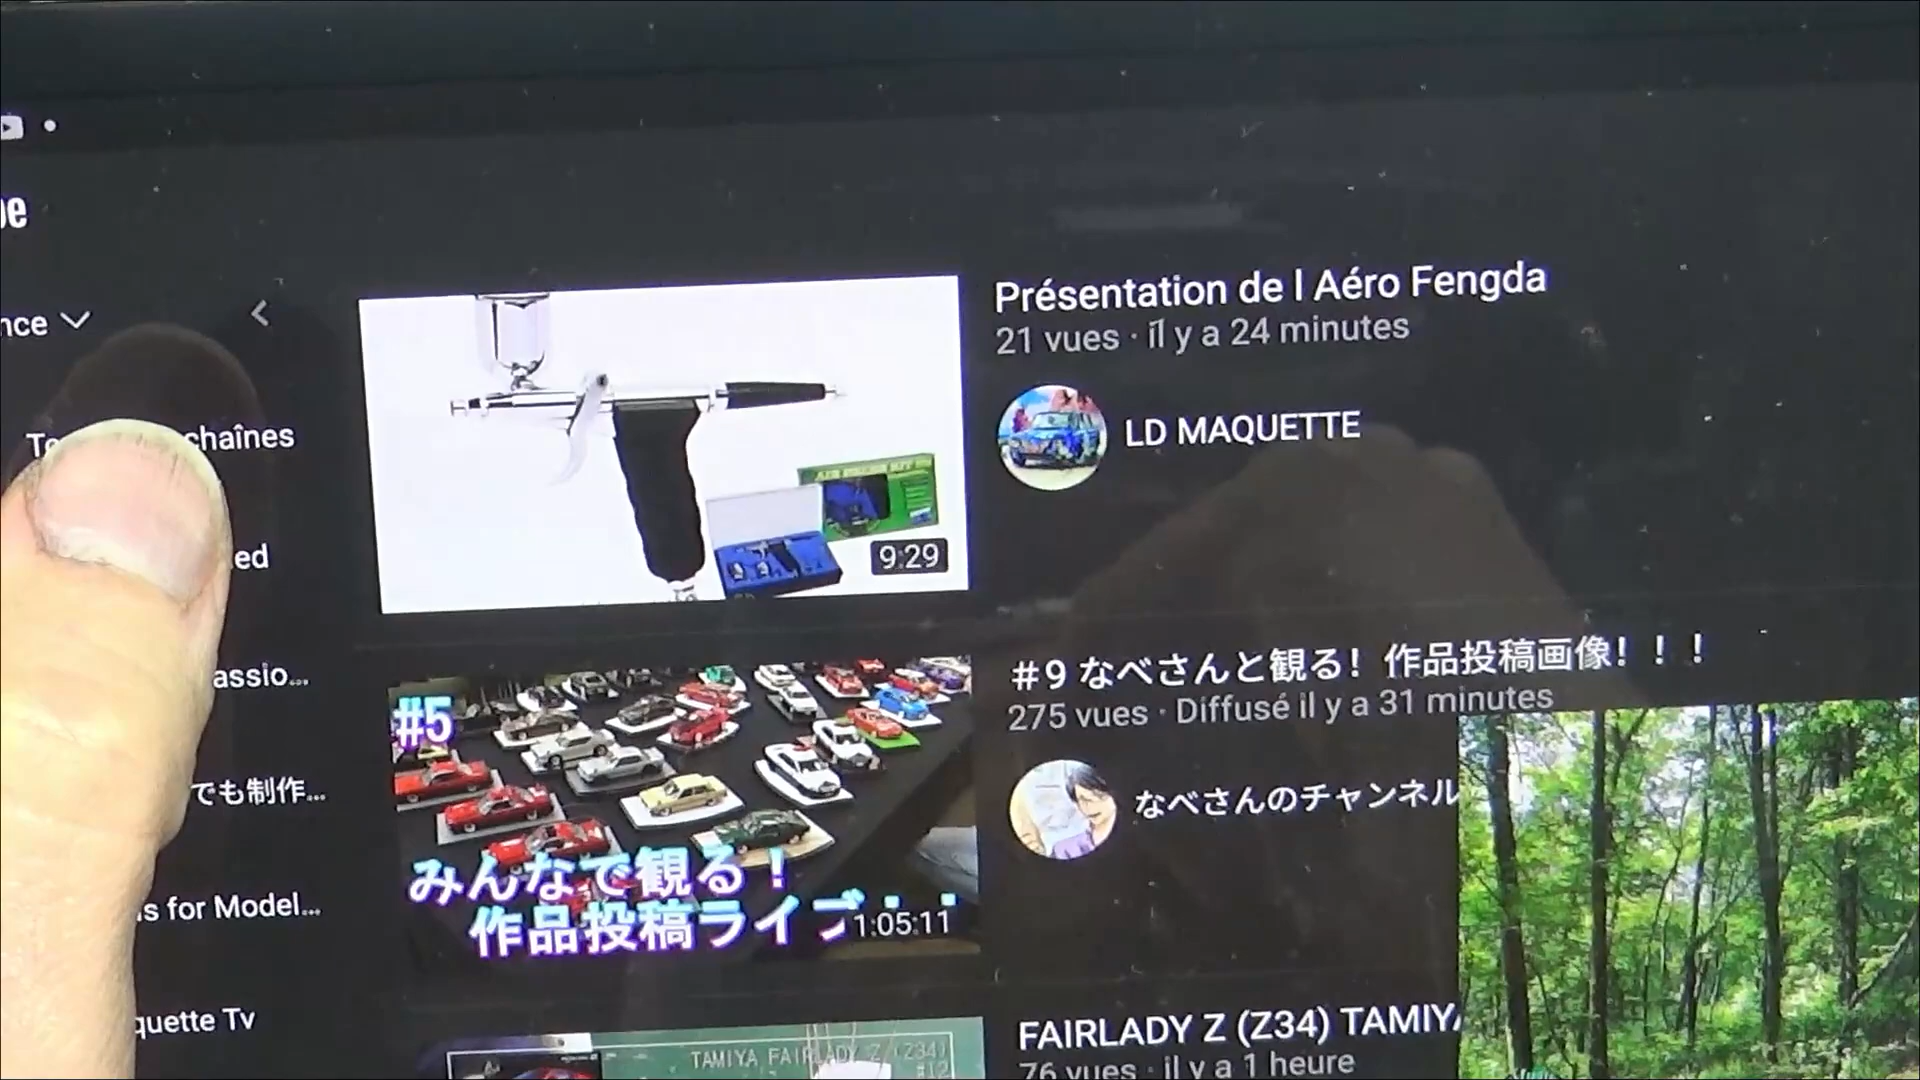 nce
chaînes
ed
assio...
でも制作...
s for Model...
quette Tv
AIR BRUSH KIT
9:29
Présentation de l Aéro Fengda
21 vues · il y a 24 minutes
LD MAQUETTE
#5
みんなで観る！
作品投稿ライブ・・
1:05:11
#9 なべさんと観る！作品投稿画像！！！
275 vues · Diffusé il y a 31 minutes
なべさんのチャンネル
TAMIYA FAIRLADY Z (Z34)
#12
FAIRLADY Z (Z34) TAMIYA
76 vues · il y a 1 heure